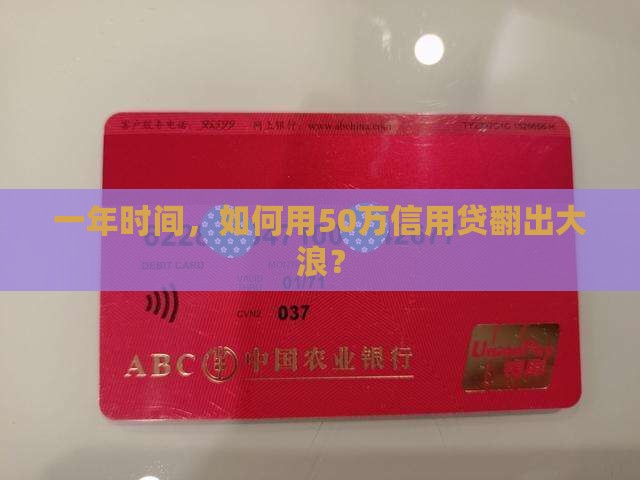 客户服务电话：95599 网上银行：www.abchina.com
一年时间，如何用50万信用贷翻出大
浪？
DEBIT CARD
01/71
CVN2 037
ABC 中国农业银行
UnionPay
银联